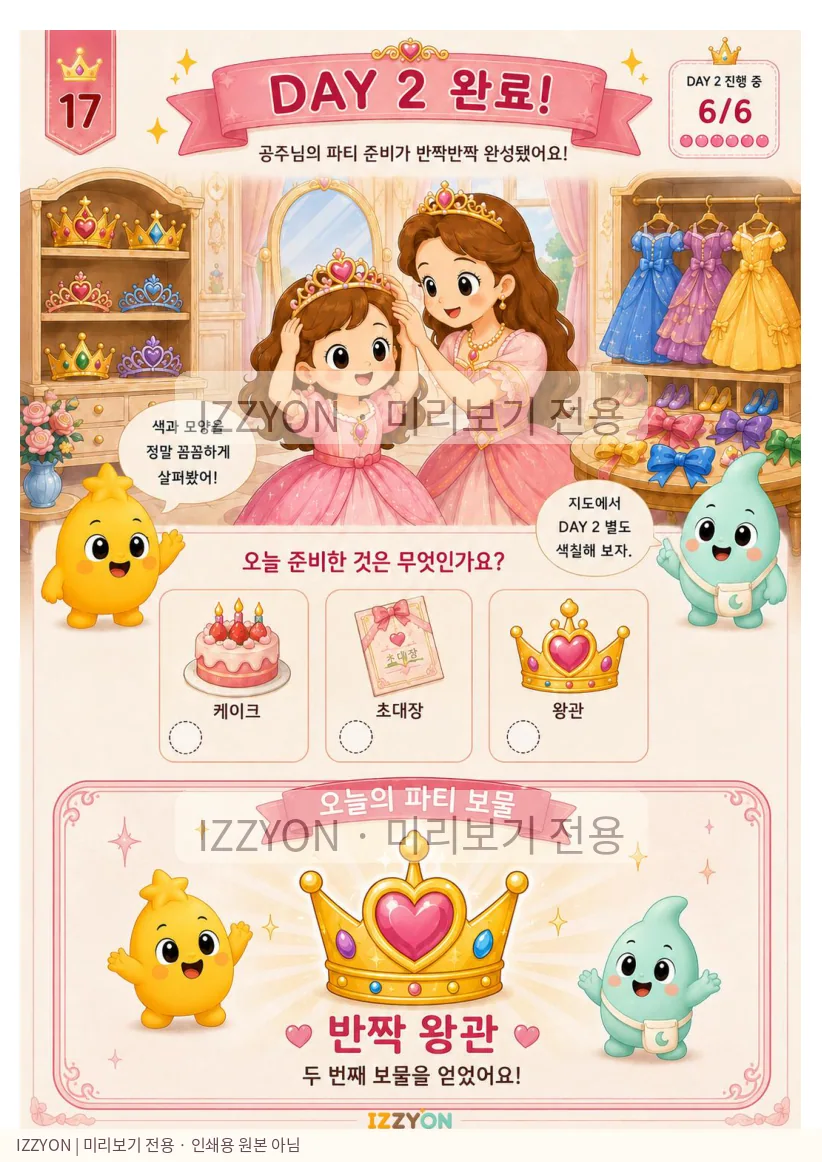 17
DAY 2 완료!
DAY 2 진행 중
6/6
공주님의 파티 준비가 반짝반짝 완성됐어요!
IZZYON · 미리보기 전용
색과 모양을
정말 꼼꼼하게
살펴봤어!
지도에서
DAY 2 별도
색칠해 보자.
오늘 준비한 것은 무엇인가요?
케이크
초대장
왕관
오늘의 파티 보물
IZZYON · 미리보기 전용
반짝 왕관
두 번째 보물을 얻었어요!
IZZYON
IZZYON | 미리보기 전용 · 인쇄용 원본 아님